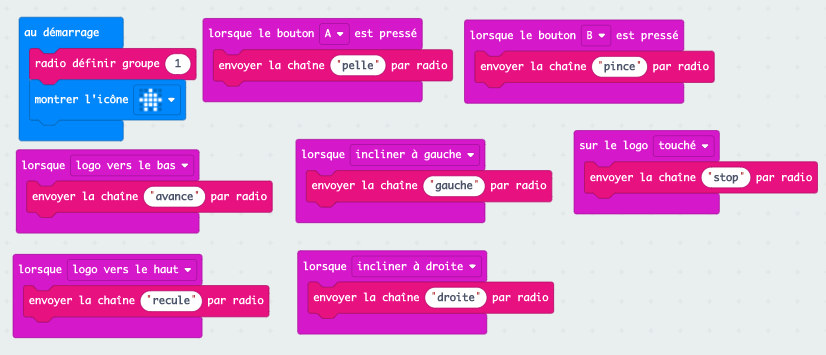 au démarrage
radio définir groupe 1
montrer l'icône
lorsque le bouton A est pressé
envoyer la chaîne "pelle" par radio
lorsque le bouton B est pressé
envoyer la chaîne "pince" par radio
lorsque logo vers le bas
envoyer la chaîne "avance" par radio
lorsque incliner à gauche
envoyer la chaîne "gauche" par radio
sur le logo touché
envoyer la chaîne "stop" par radio
lorsque logo vers le haut
envoyer la chaîne "recule" par radio
lorsque incliner à droite
envoyer la chaîne "droite" par radio